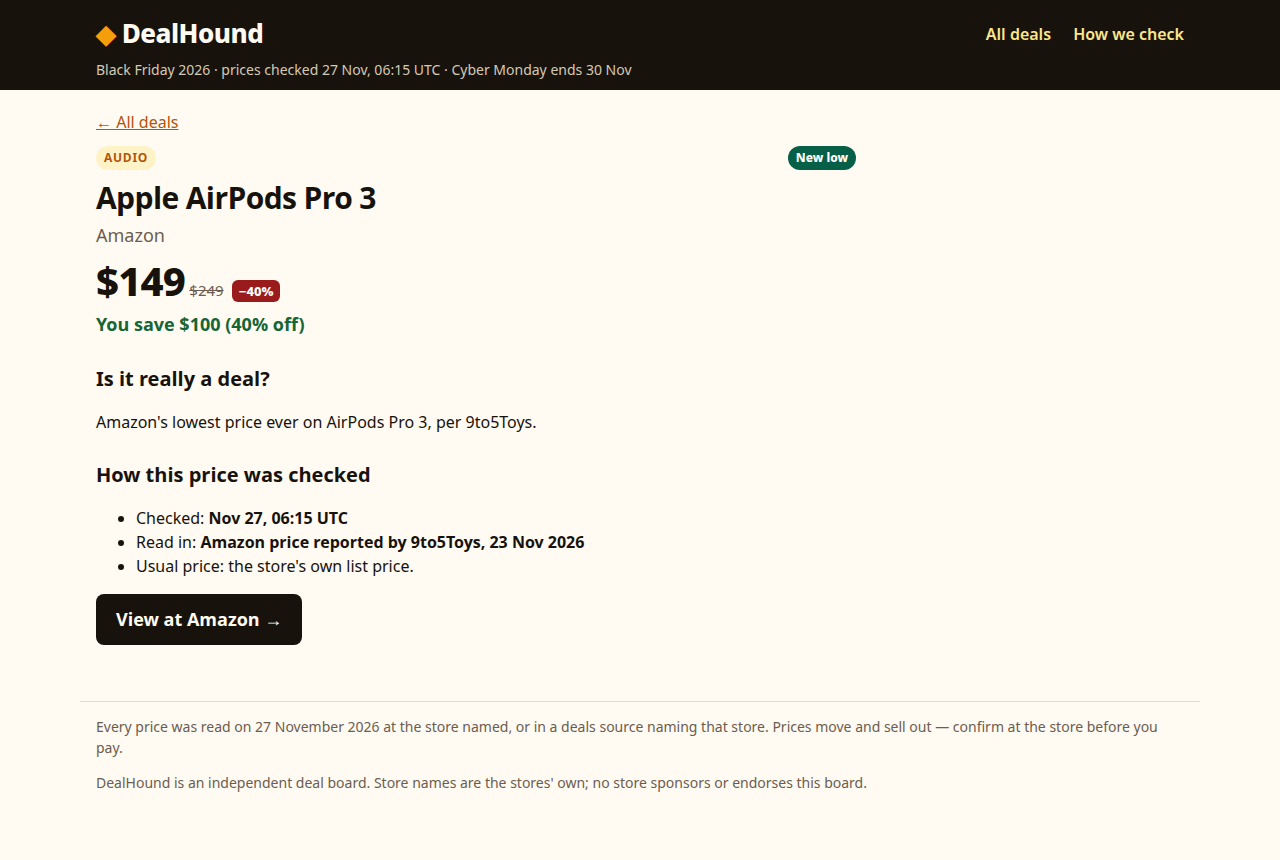 ◆ DealHound
All deals
How we check
Black Friday 2026 · prices checked 27 Nov, 06:15 UTC · Cyber Monday ends 30 Nov
← All deals
AUDIO
New low
Apple AirPods Pro 3
Amazon
$149 $249 −40%
You save $100 (40% off)
Is it really a deal?
Amazon's lowest price ever on AirPods Pro 3, per 9to5Toys.
How this price was checked
• Checked: Nov 27, 06:15 UTC
• Read in: Amazon price reported by 9to5Toys, 23 Nov 2026
• Usual price: the store's own list price.
View at Amazon →
Every price was read on 27 November 2026 at the store named, or in a deals source naming that store. Prices move and sell out — confirm at the store before you
pay.
DealHound is an independent deal board. Store names are the stores' own; no store sponsors or endorses this board.